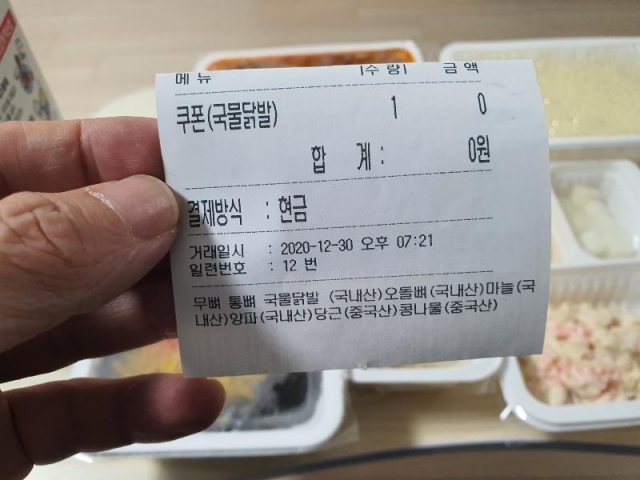 메뉴 |수량| 금액
쿠폰(국물닭발) 1 0
합 계: 0원
결제방식 : 현금
거래일시 : 2020-12-30 오후 07:21
일련번호 : 12 번
무뼈 통뼈 국물닭발 (국내산)오돌뼈(국내산)마늘(국
내산)양파(국내산)당근(중국산)콩나물(중국산)